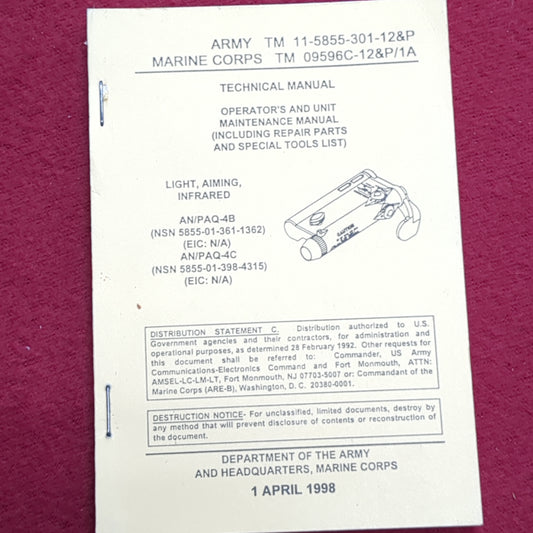 ARMY TM 11-5855-301-12&P
MARINE CORPS TM 09596C-12&P/1A
TECHNICAL MANUAL
OPERATOR'S AND UNIT
MAINTENANCE MANUAL
(INCLUDING REPAIR PARTS
AND SPECIAL TOOLS LIST)
LIGHT, AIMING,
INFRARED
AN/PAQ-4B
(NSN 5855-01-361-1362)
(EIC: N/A)
AN/PAQ-4C
(NSN 5855-01-398-4315)
(EIC: N/A)
DISTRIBUTION STATEMENT C. Distribution authorized to U.S.
Government agencies and their contractors, for administration and
operational purposes, as determined 28 February 1992. Other requests for
this document shall be referred to: Commander, US Army
Communications-Electronics Command and Fort Monmouth, ATTN:
AMSEL-LC-LM-LT, Fort Monmouth, NJ 07703-5007 or: Commandant of the
Marine Corps (ARE-B), Washington, D. C. 20380-0001.
DESTRUCTION NOTICE- For unclassified, limited documents, destroy by
any method that will prevent disclosure of contents or reconstruction of
the document.
DEPARTMENT OF THE ARMY
AND HEADQUARTERS, MARINE CORPS
1 APRIL 1998